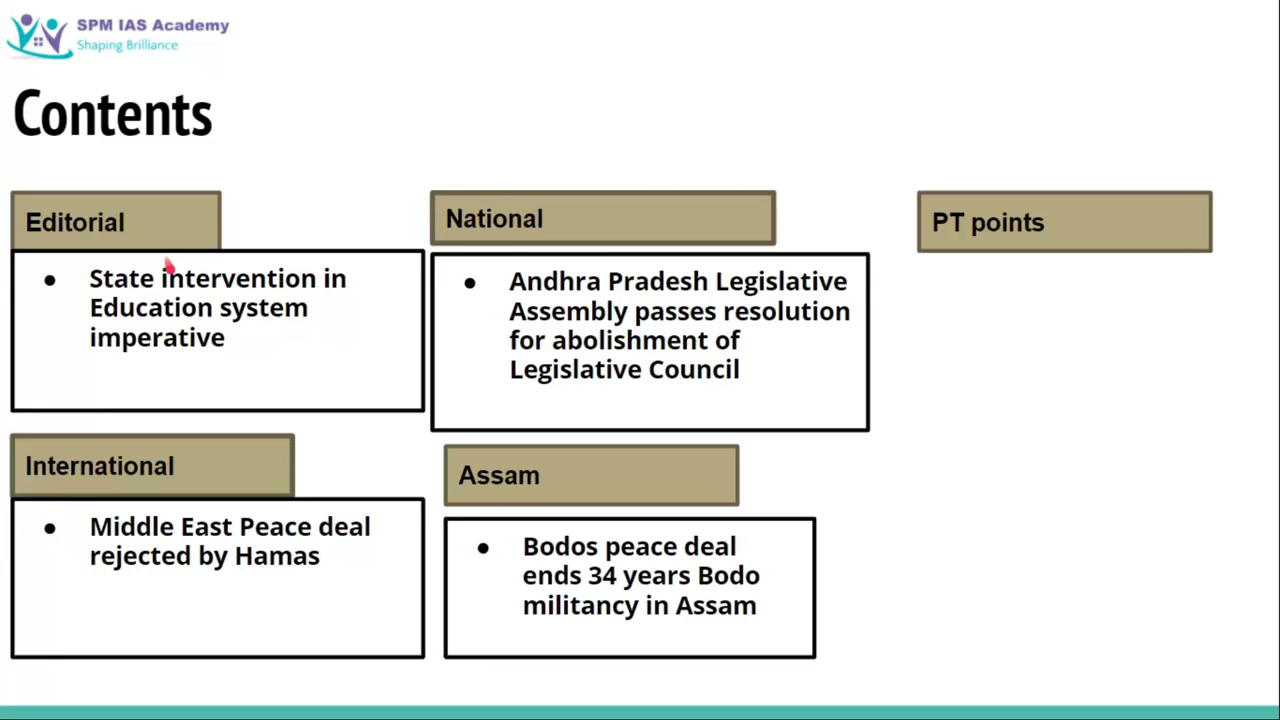 SPM IAS Academy
Shaping Brilliance
Contents
Editorial
● State intervention in
Education system
imperative
National
● Andhra Pradesh Legislative
Assembly passes resolution
for abolishment of
Legislative Council
PT points
International
● Middle East Peace deal
rejected by Hamas
Assam
● Bodos peace deal
ends 34 years Bodo
militancy in Assam